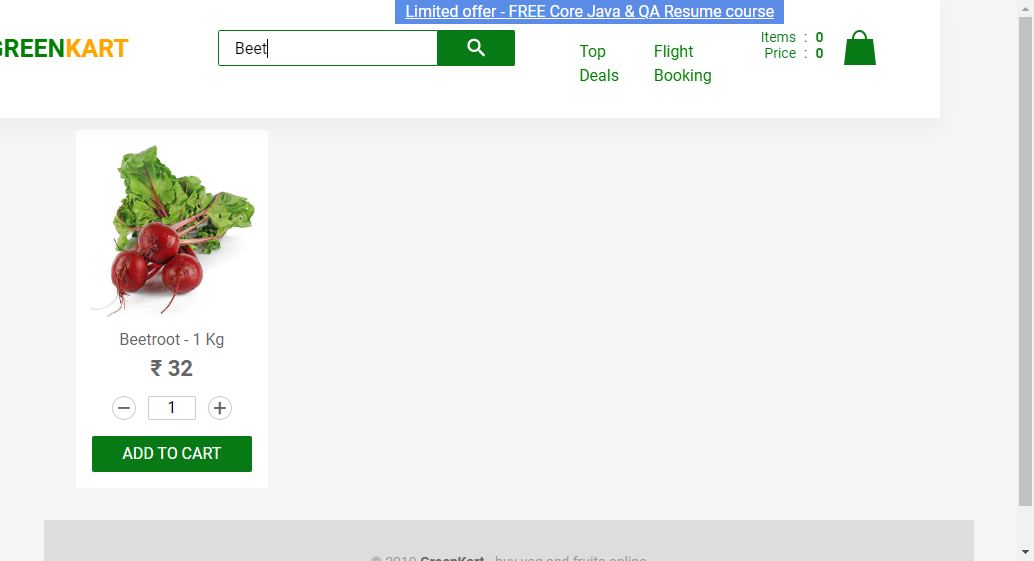 Limited offer - FREE Core Java & QA Resume course
GREENKART
Beet
Top Deals
Flight Booking
Items : 0
Price : 0
Beetroot - 1 Kg
₹ 32
1
ADD TO CART
© 2019 GreenKart - buy veg and fruits online